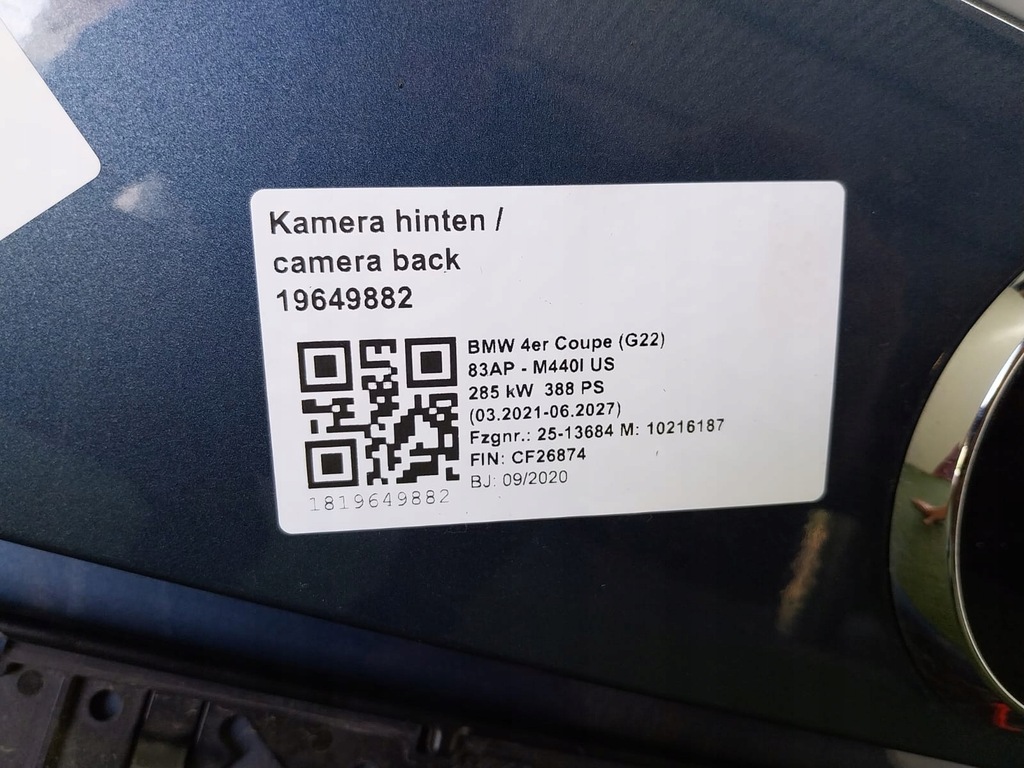 Kamera hinten /
camera back
19649882
BMW 4er Coupe (G22)
83AP - M440I US
285 kW 388 PS
(03.2021-06.2027)
Fzgnr.: 25-13684 M: 10216187
FIN: CF26874
BJ: 09/2020
1819649882